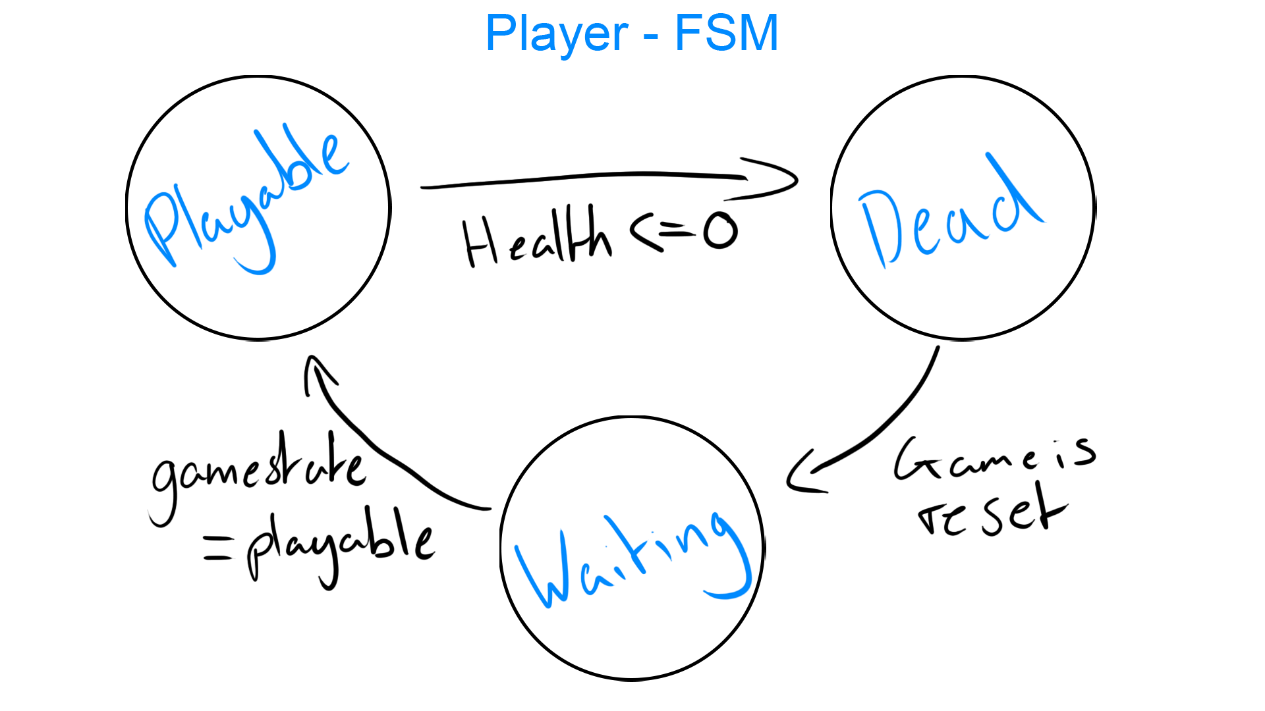 Player - FSM
Playable
Health <=0
Dead
gamestate
=playable
Waiting
Game is
reset